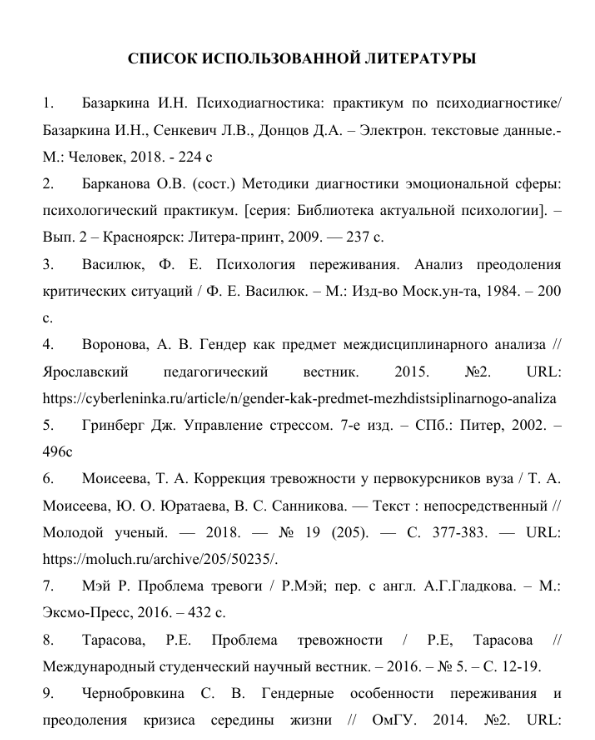 СПИСОК ИСПОЛЬЗОВАННОЙ ЛИТЕРАТУРЫ
1. Базаркина И.Н. Психодиагностика: практикум по психодиагностике/
Базаркина И.Н., Сенкевич Л.В., Донцов Д.А. – Электрон. текстовые данные.-
М.: Человек, 2018. - 224 c
2. Барканова О.В. (сост.) Методики диагностики эмоциональной сферы:
психологический практикум. [серия: Библиотека актуальной психологии]. –
Вып. 2 – Красноярск: Литера-принт, 2009. — 237 с.
3. Василюк, Ф. Е. Психология переживания. Анализ преодоления
критических ситуаций / Ф. Е. Василюк. – М.: Изд-во Моск.ун-та, 1984. – 200
с.
4. Воронова, А. В. Гендер как предмет междисциплинарного анализа //
Ярославский педагогический вестник. 2015. №2. URL:
https://cyberleninka.ru/article/n/gender-kak-predmet-mezhdistsiplinarnogo-analiza
5. Гринберг Дж. Управление стрессом. 7-е изд. – СПб.: Питер, 2002. –
496с
6. Моисеева, Т. А. Коррекция тревожности у первокурсников вуза / Т. А.
Моисеева, Ю. О. Юратаева, В. С. Санникова. — Текст : непосредственный //
Молодой ученый. — 2018. — № 19 (205). — С. 377-383. — URL:
https://moluch.ru/archive/205/50235/.
7. Мэй Р. Проблема тревоги / Р.Мэй; пер. с англ. А.Г.Гладкова. – М.:
Эксмо-Пресс, 2016. – 432 с.
8. Тарасова, Р.Е. Проблема тревожности / Р.Е, Тарасова //
Международный студенческий научный вестник. – 2016. – № 5. – С. 12-19.
9. Чернобровкина С. В. Гендерные особенности переживания и
преодоления кризиса середины жизни // ОмГУ. 2014. №2. URL: